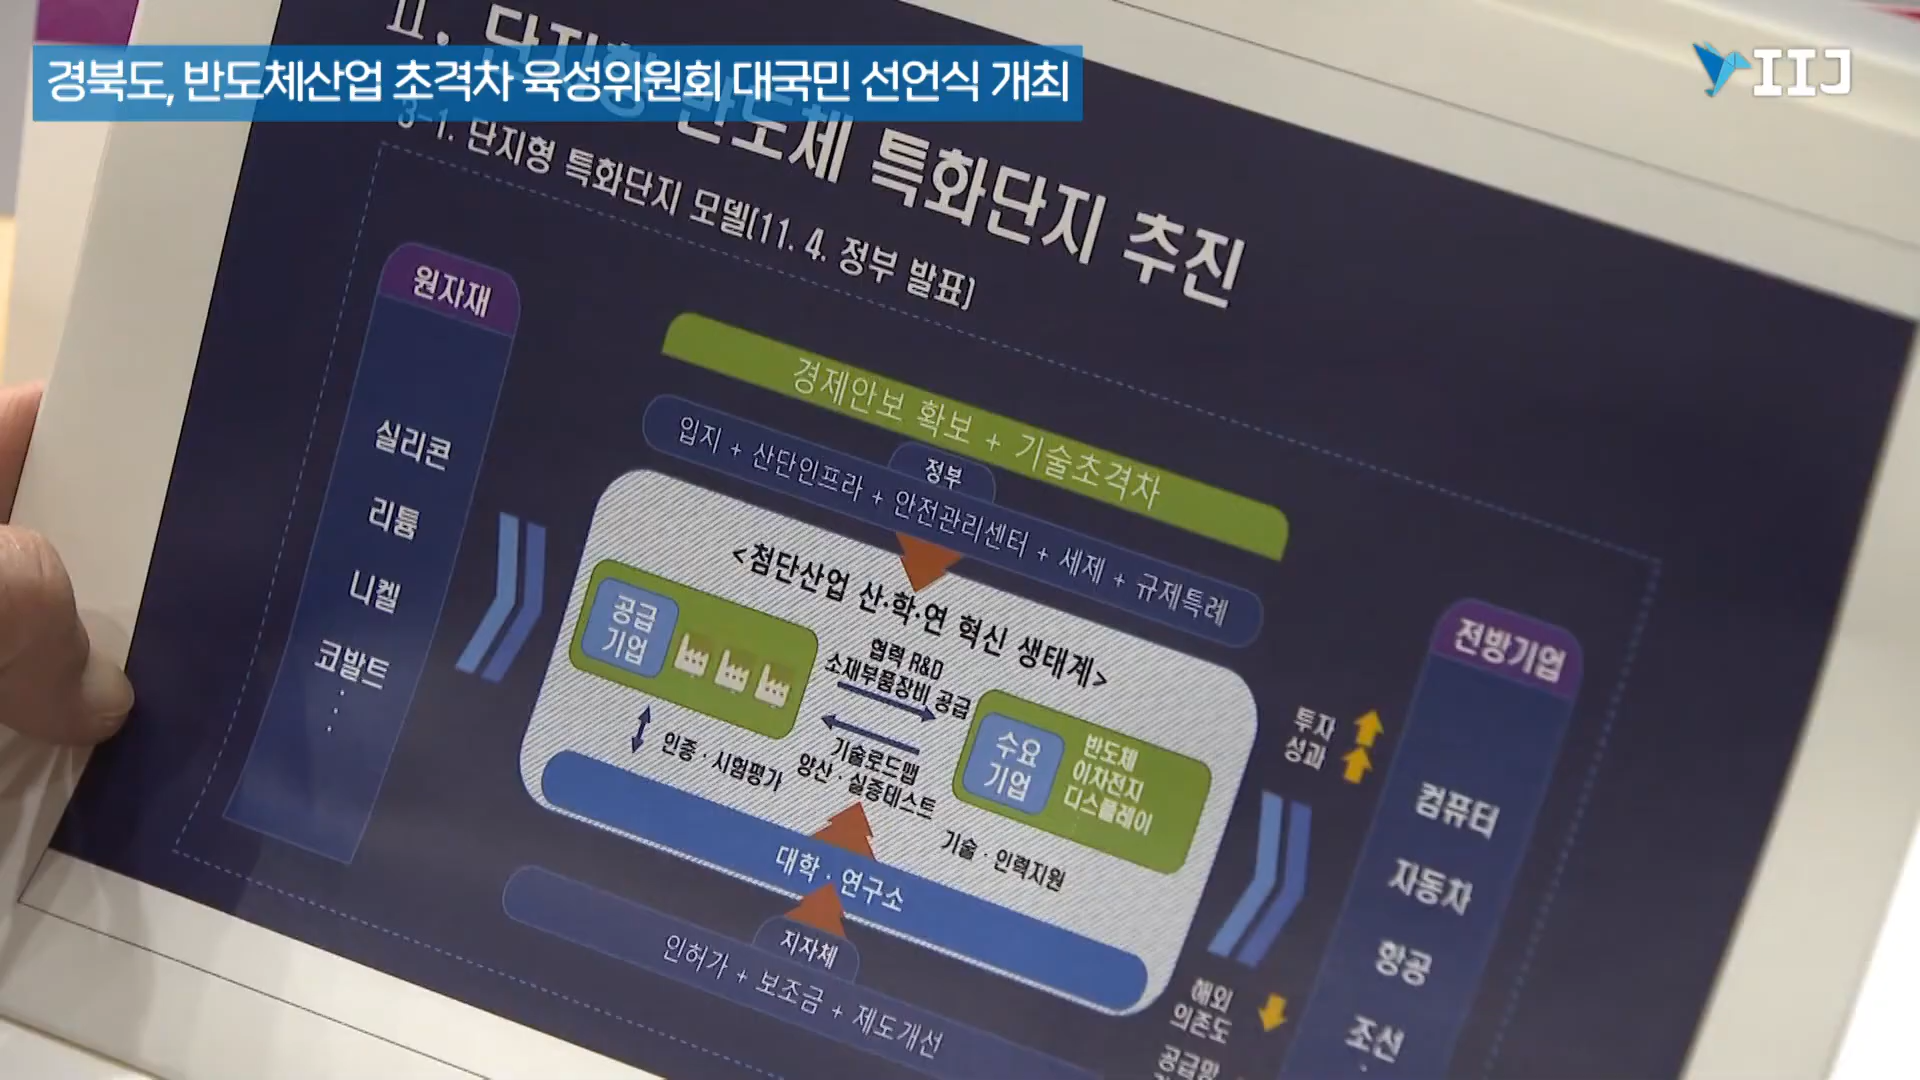 경북도, 반도체산업 초격차 육성위원회 대국민 선언식 개최
IIJ
Ⅱ. 단지형 반도체 특화단지 추진
3-1. 단지형 특화단지 모델(11. 4. 정부 발표)
원자재
실리콘
리튬
니켈
코발트
경제안보 확보 + 기술초격차
정부
입지 + 산단인프라 + 안전관리센터 + 세제 + 규제특례
<첨단산업 산·학·연 혁신 생태계>
공급
기업
협력 R&D
소재부품장비 공급
기술로드맵
양산 · 실증테스트
인증 · 시험평가
수요
기업
반도체
이차전지
디스플레이
기술 · 인력지원
대학 · 연구소
지자체
인허가 + 보조금 + 제도개선
투자
성과
해외
의존도
공급망
전방기업
컴퓨터
자동차
항공
조선